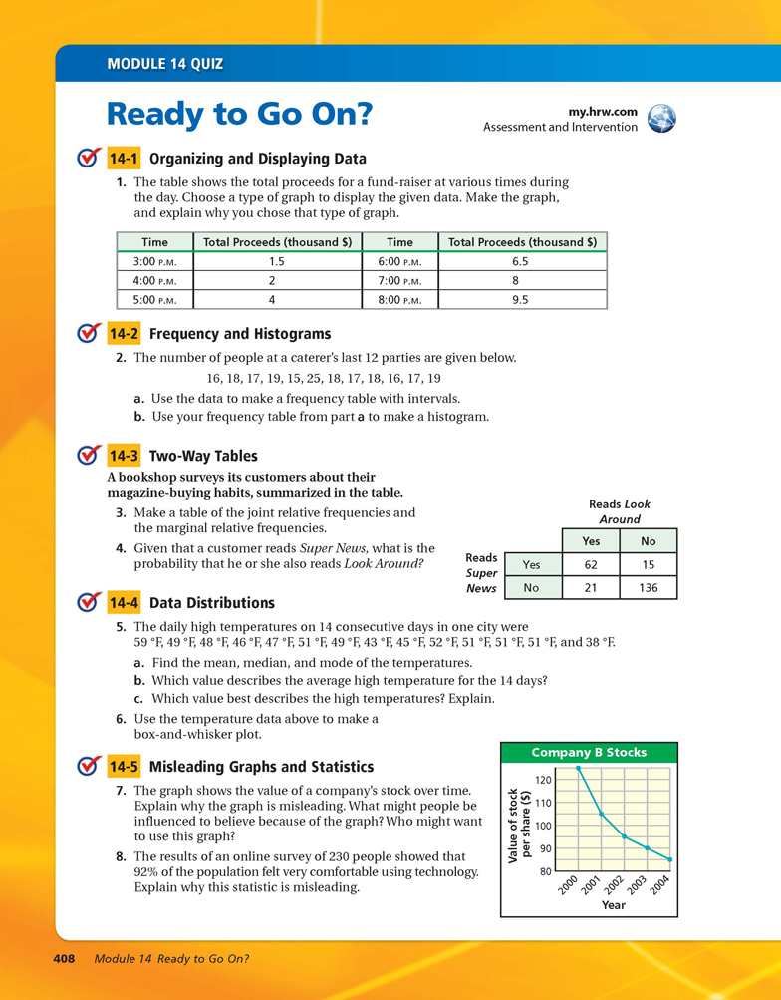 MODULE 14 QUIZ
Ready to Go On?
my.hrw.com
Assessment and Intervention
14-1 Organizing and Displaying Data
1. The table shows the total proceeds for a fund-raiser at various times during
the day. Choose a type of graph to display the given data. Make the graph,
and explain why you chose that type of graph.
Time Total Proceeds (thousand $) Time Total Proceeds (thousand $)
3:00 P.M. 1.5 6:00 P.M. 6.5
4:00 P.M. 2 7:00 P.M. 8
5:00 P.M. 4 8:00 P.M. 9.5
14-2 Frequency and Histograms
2. The number of people at a caterer's last 12 parties are given below.
16, 18, 17, 19, 15, 25, 18, 17, 18, 16, 17, 19
a. Use the data to make a frequency table with intervals.
b. Use your frequency table from part a to make a histogram.
14-3 Two-Way Tables
A bookshop surveys its customers about their
magazine-buying habits, summarized in the table.
3. Make a table of the joint relative frequencies and
the marginal relative frequencies.
4. Given that a customer reads Super News, what is the
probability that he or she also reads Look Around?
Reads Look
Around
Yes No
Reads
Super
News
Yes 62 15
No 21 136
14-4 Data Distributions
5. The daily high temperatures on 14 consecutive days in one city were
59 °F, 49 °F, 48 °F, 46 °F, 47 °F, 51 °F, 49 °F, 43 °F, 45 °F, 52 °F, 51 °F, 51 °F, 51 °F, and 38 °F.
a. Find the mean, median, and mode of the temperatures.
b. Which value describes the average high temperature for the 14 days?
c. Which value best describes the high temperatures? Explain.
6. Use the temperature data above to make a
box-and-whisker plot.
14-5 Misleading Graphs and Statistics
7. The graph shows the value of a company's stock over time.
Explain why the graph is misleading. What might people be
influenced to believe because of the graph? Who might want
to use this graph?
8. The results of an online survey of 230 people showed that
92% of the population felt very comfortable using technology.
Explain why this statistic is misleading.
Company B Stocks
Value of stock
per share ($)
120
110
100
90
80
2000 2001 2002 2003 2004
Year
408 Module 14 Ready to Go On?